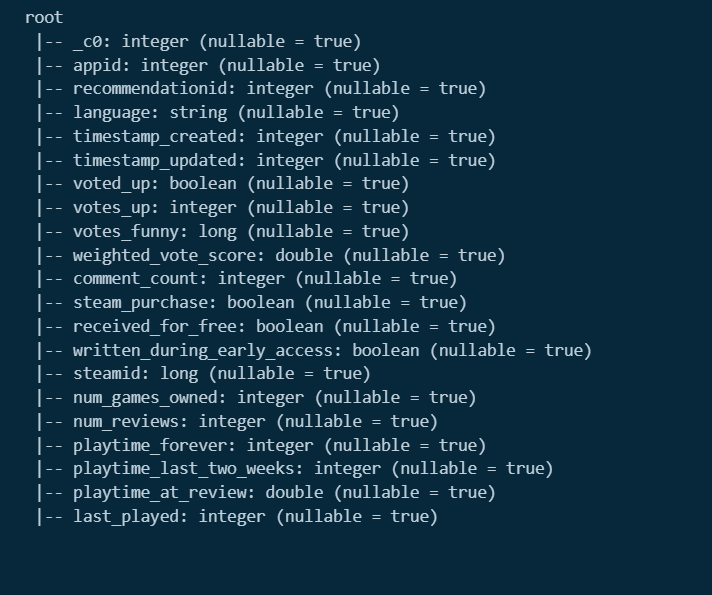 root
 |-- _c0: integer (nullable = true)
 |-- appid: integer (nullable = true)
 |-- recommendationid: integer (nullable = true)
 |-- language: string (nullable = true)
 |-- timestamp_created: integer (nullable = true)
 |-- timestamp_updated: integer (nullable = true)
 |-- voted_up: boolean (nullable = true)
 |-- votes_up: integer (nullable = true)
 |-- votes_funny: long (nullable = true)
 |-- weighted_vote_score: double (nullable = true)
 |-- comment_count: integer (nullable = true)
 |-- steam_purchase: boolean (nullable = true)
 |-- received_for_free: boolean (nullable = true)
 |-- written_during_early_access: boolean (nullable = true)
 |-- steamid: long (nullable = true)
 |-- num_games_owned: integer (nullable = true)
 |-- num_reviews: integer (nullable = true)
 |-- playtime_forever: integer (nullable = true)
 |-- playtime_last_two_weeks: integer (nullable = true)
 |-- playtime_at_review: double (nullable = true)
 |-- last_played: integer (nullable = true)